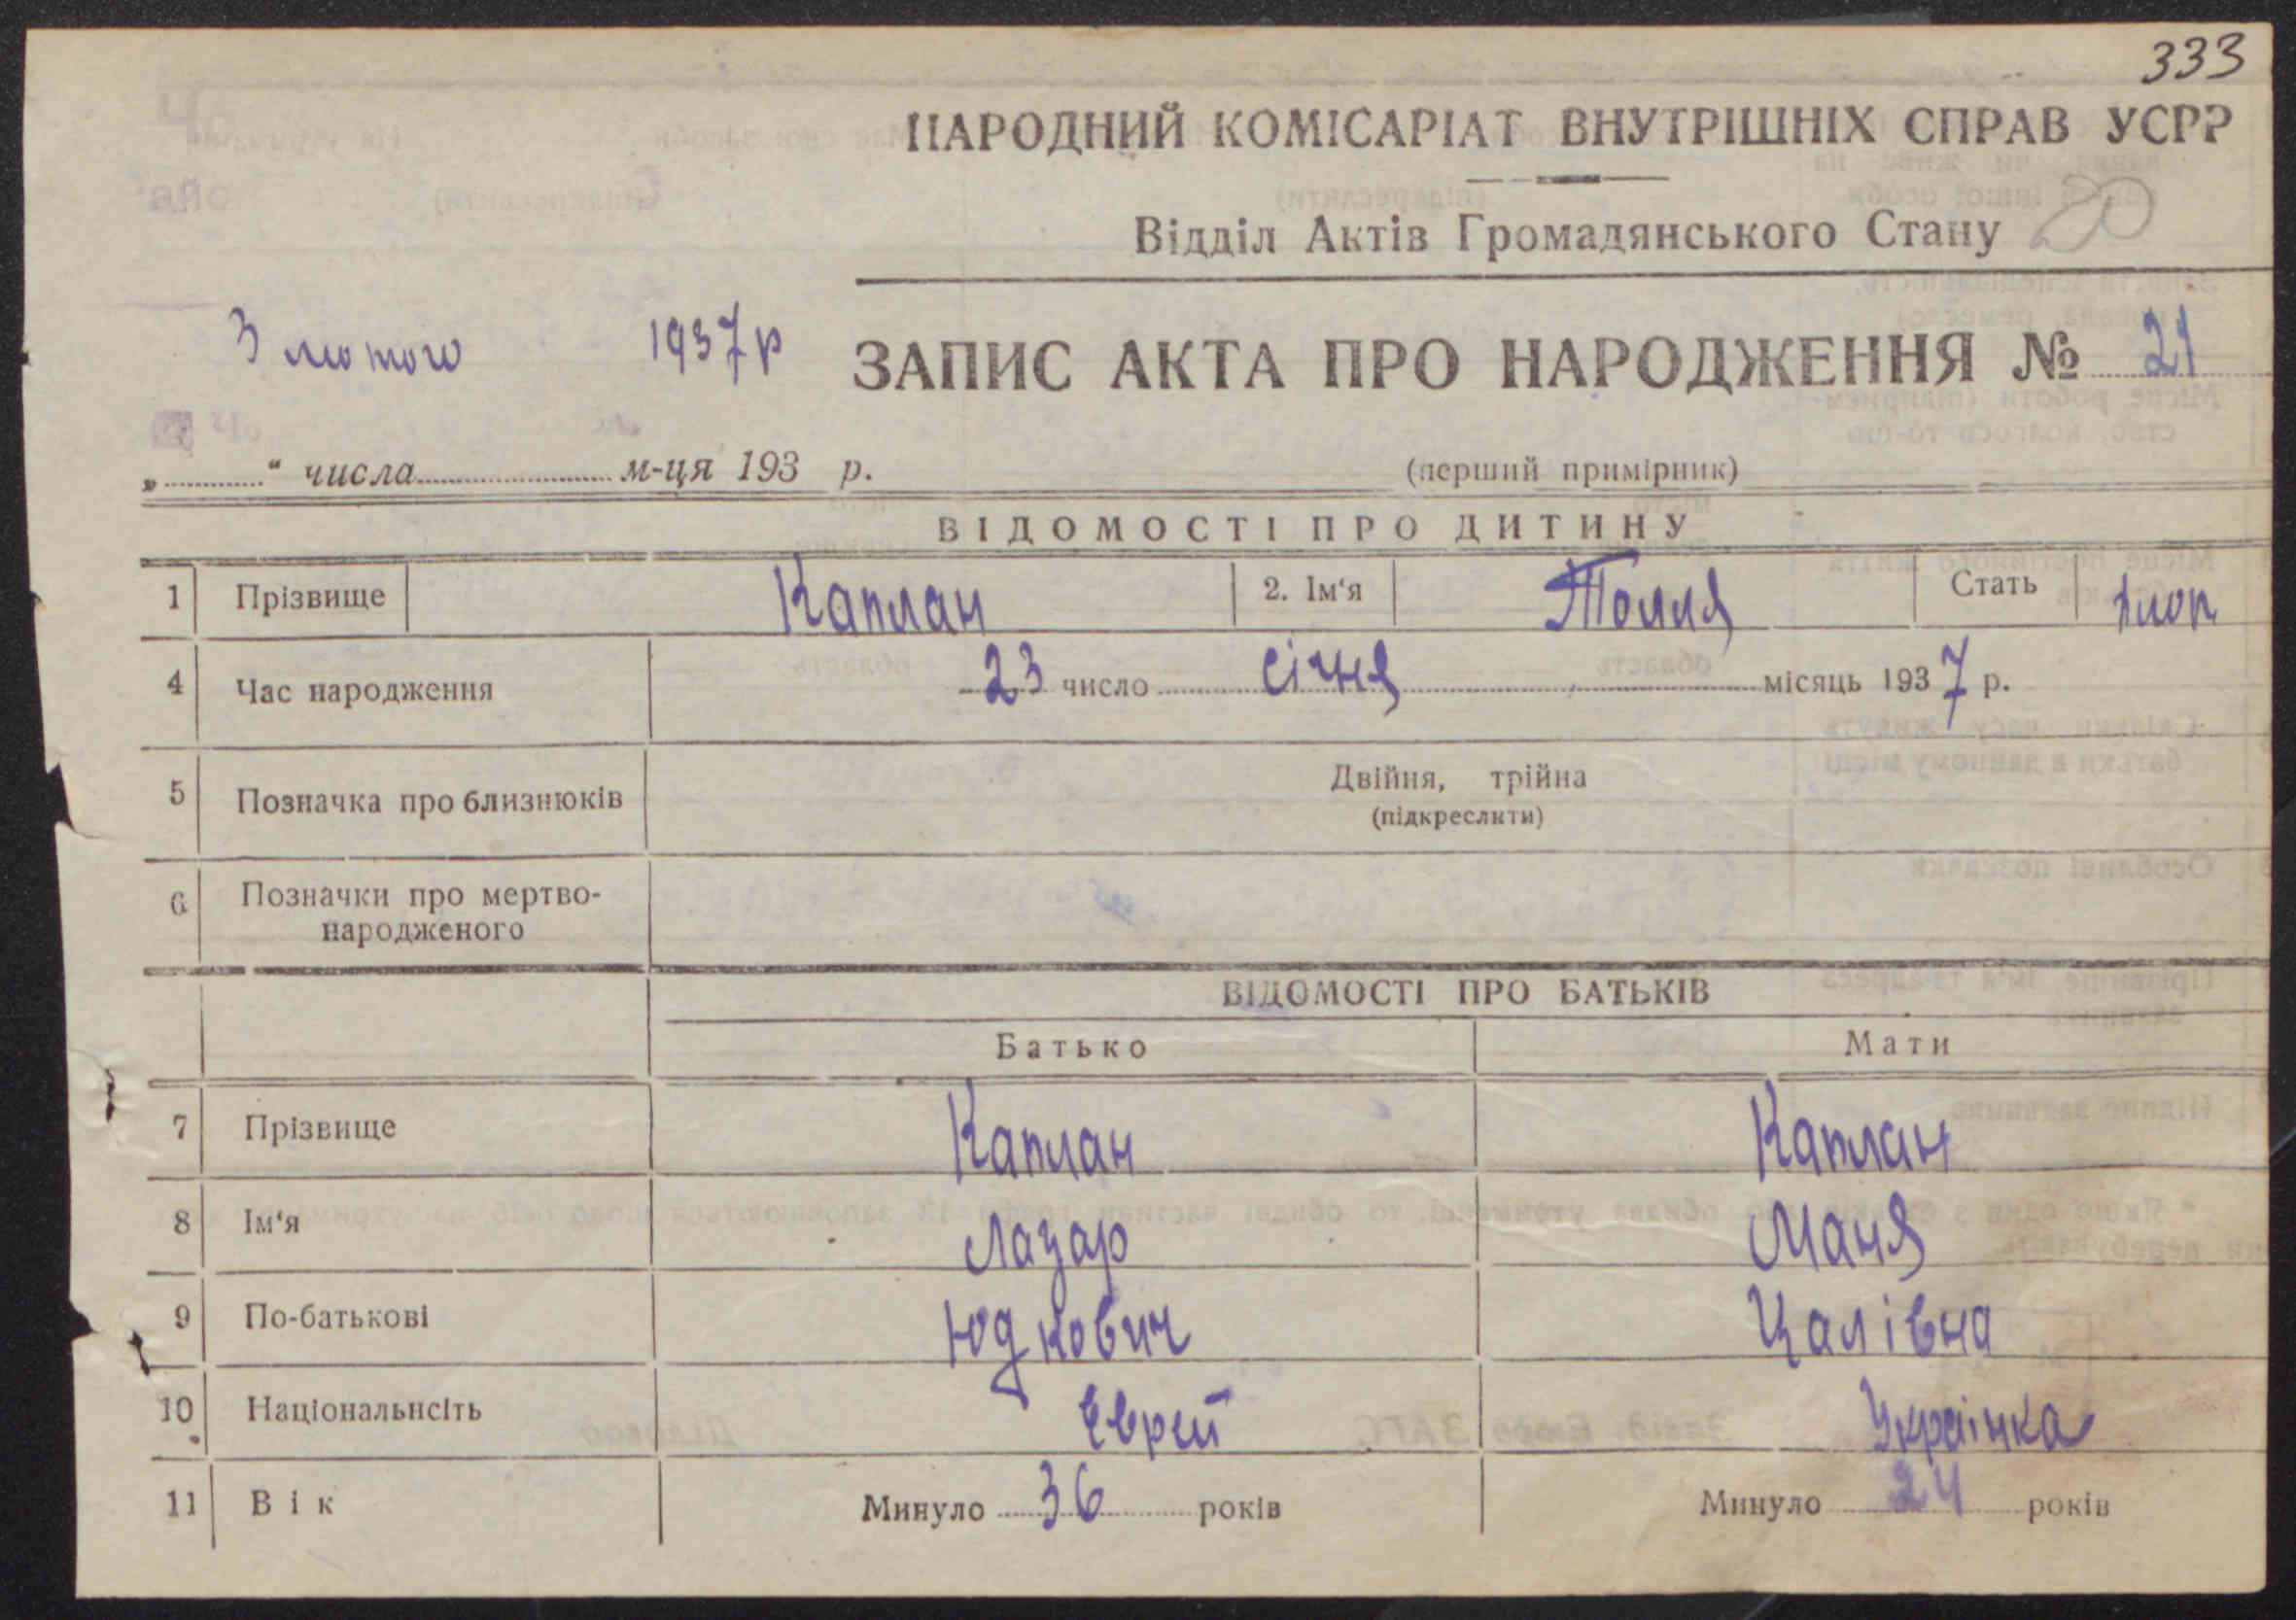 333
НАРОДНИЙ КОМІСАРІАТ ВНУТРІШНІХ СПРАВ УСРР
Відділ Актів Громадянського Стану
3 лютого 1937 р
ЗАПИС АКТА ПРО НАРОДЖЕННЯ № 21
„ “ числа м-ця 193 р.
(перший примірник)
ВІДОМОСТІ ПРО ДИТИНУ
1 Прізвище Каплан 2. Ім‘я Толля Стать хлоп
4 Час народження 23 число січня місяць 1937 р.
5 Позначка про близнюків Двійня, трійна
(підкреслити)
6 Позначки про мертво-
народженого
ВІДОМОСТІ ПРО БАТЬКІВ
Батько Мати
7 Прізвище Каплан Каплан
8 Ім‘я Лазар Маня
9 По-батькові Юдкович Цалівна
10 Національнсіть Єврей Українка
11 Вік Минуло 36 років Минуло 24 років